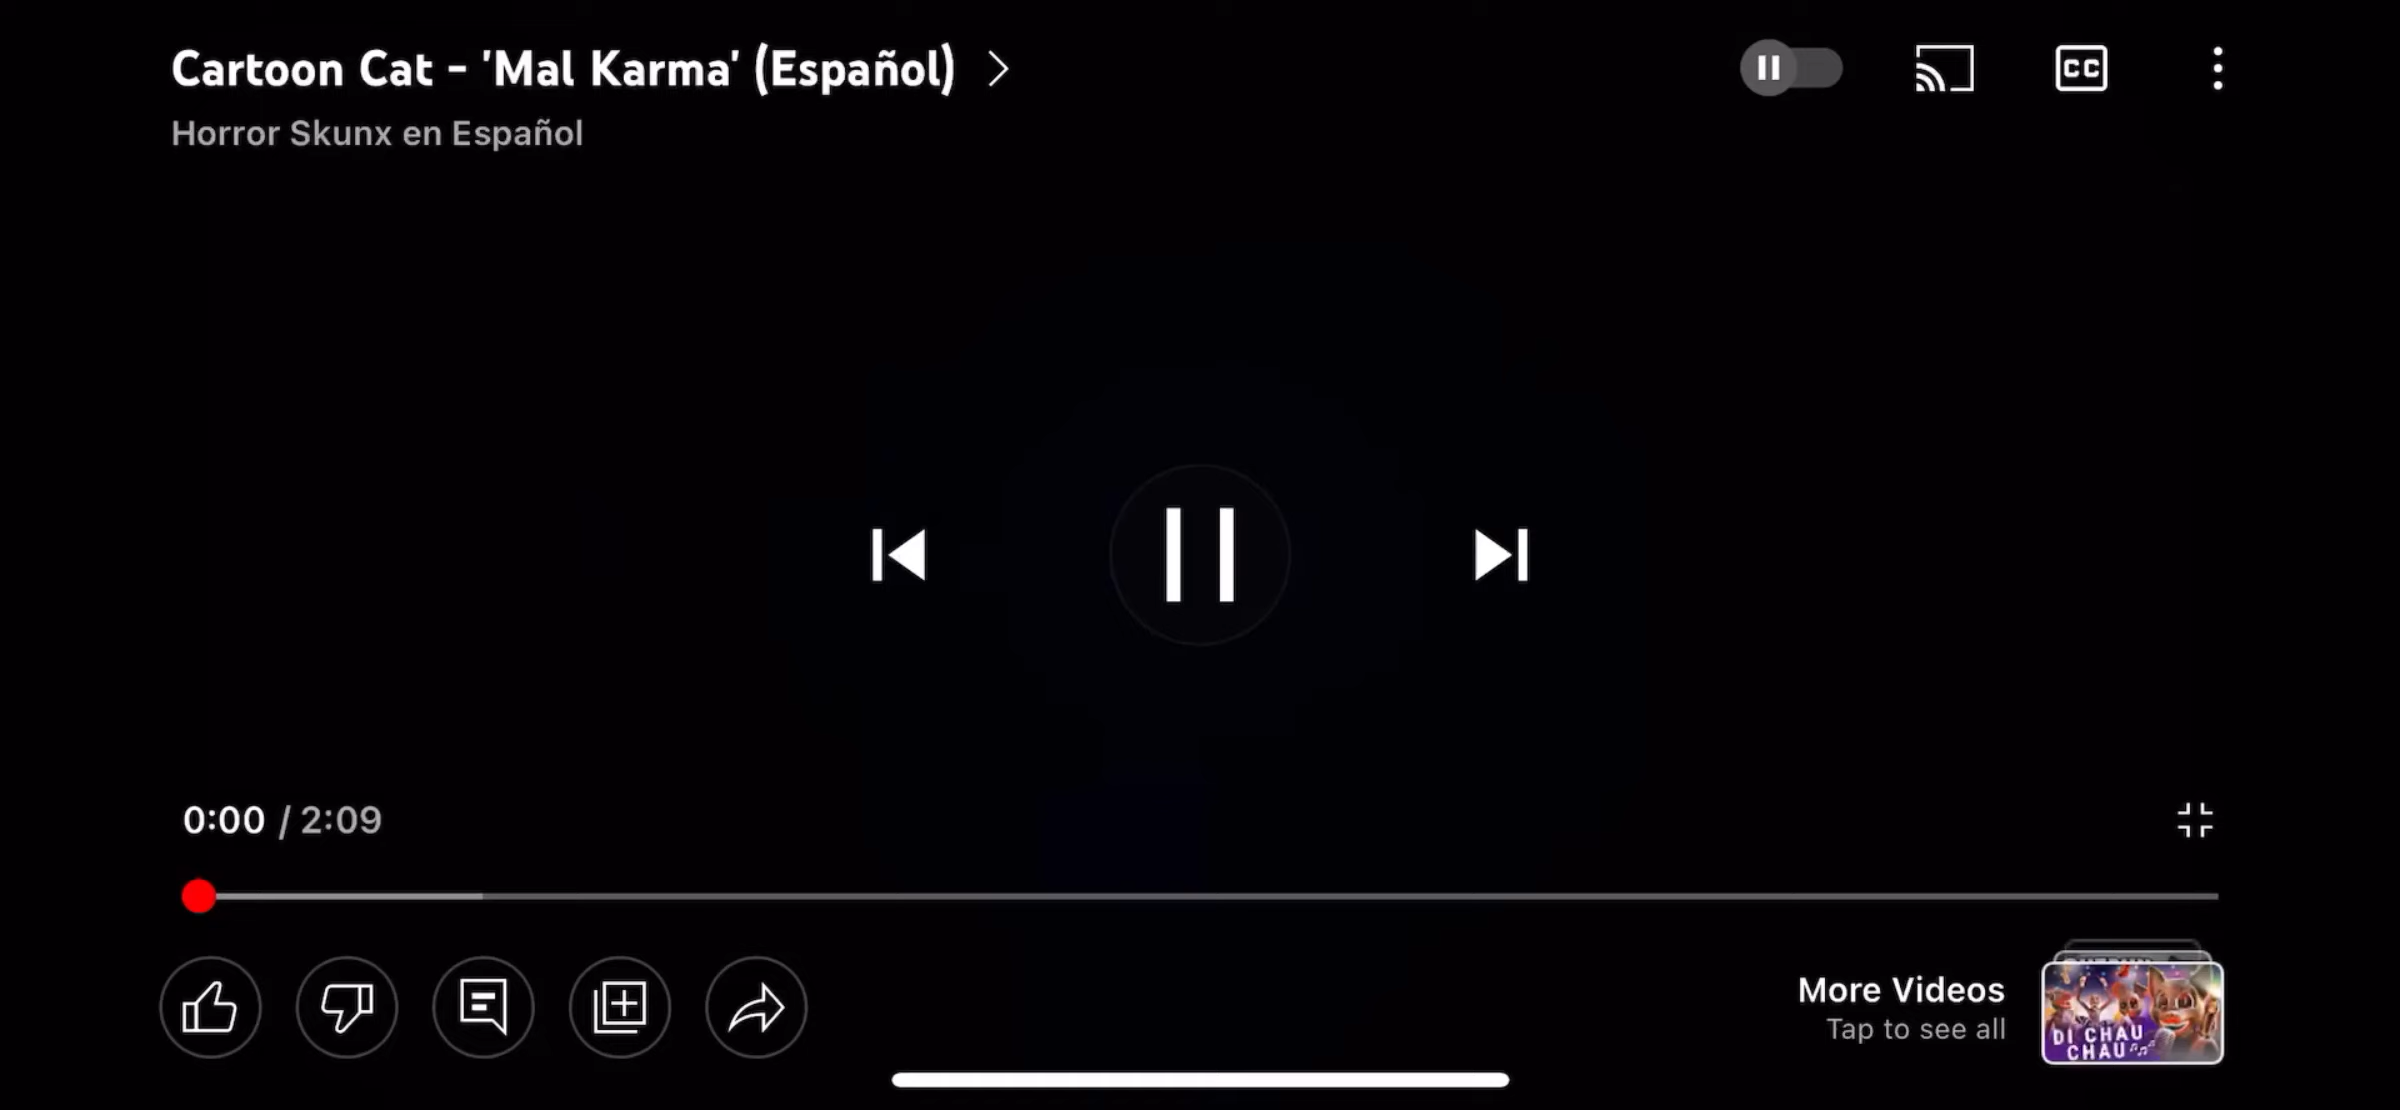 Cartoon Cat - 'Mal Karma' (Español)
Horror Skunx en Español
CC
0:00 / 2:09
More Videos
Tap to see all
DI CHAU
CHAU